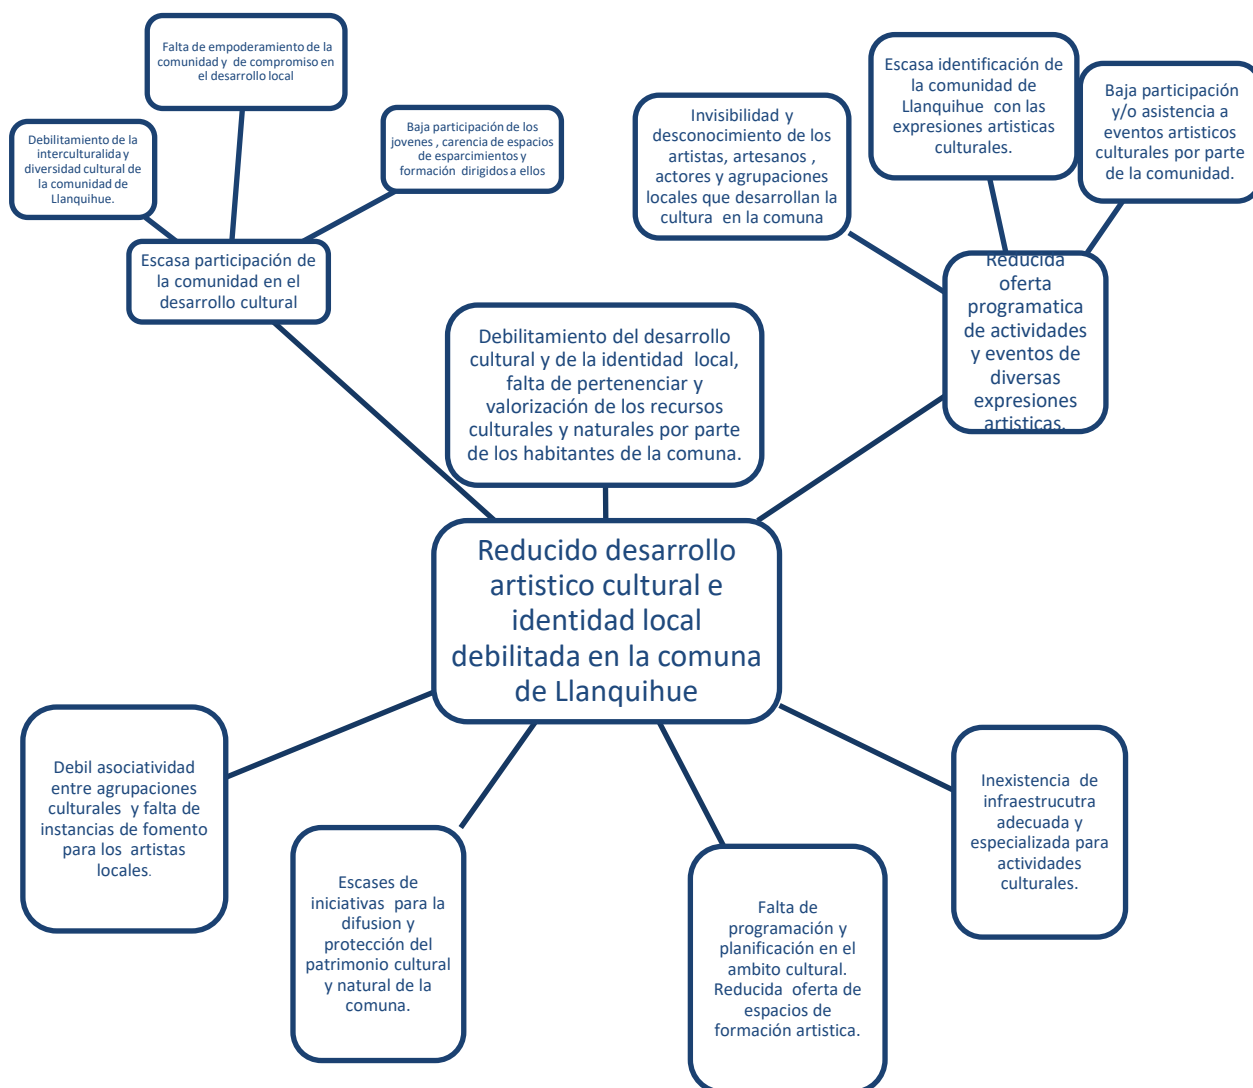 Falta de empoderamiento de la
comunidad y  de compromiso en
el desarrollo local
Debilitamiento de la
interculturalida y
diversidad cultural de
la comunidad de
Llanquihue.
Baja participación de los
jovenes , carencia de espacios
de esparcimientos y
formación  dirigidos a ellos
Escasa participación de
la comunidad en el
desarrollo cultural
Invisibilidad y
desconocimiento de los
artistas, artesanos ,
actores y agrupaciones
locales que desarrollan la
cultura  en la comuna
Escasa identificación de
la comunidad de
Llanquihue  con las
expresiones artisticas
culturales.
Baja participación
y/o asistencia a
eventos artisticos
culturales por parte
de la comunidad.
Reducida
oferta
programatica
de actividades
y eventos de
diversas
expresiones
artisticas.
Debilitamiento del desarrollo
cultural y de la identidad  local,
falta de pertenenciar y
valorización de los recursos
culturales y naturales por parte
de los habitantes de la comuna.
Reducido desarrollo
artistico cultural e
identidad local
debilitada en la comuna
de Llanquihue
Debil asociatividad
entre agrupaciones
culturales  y falta de
instancias de fomento
para los  artistas
locales.
Escases de
iniciativas  para la
difusion y
protección del
patrimonio cultural
y natural de la
comuna.
Falta de
programación y
planificación en el
ambito cultural.
Reducida  oferta de
espacios de
formación artistica.
Inexistencia  de
infraestrucutra
adecuada y
especializada para
actividades
culturales.